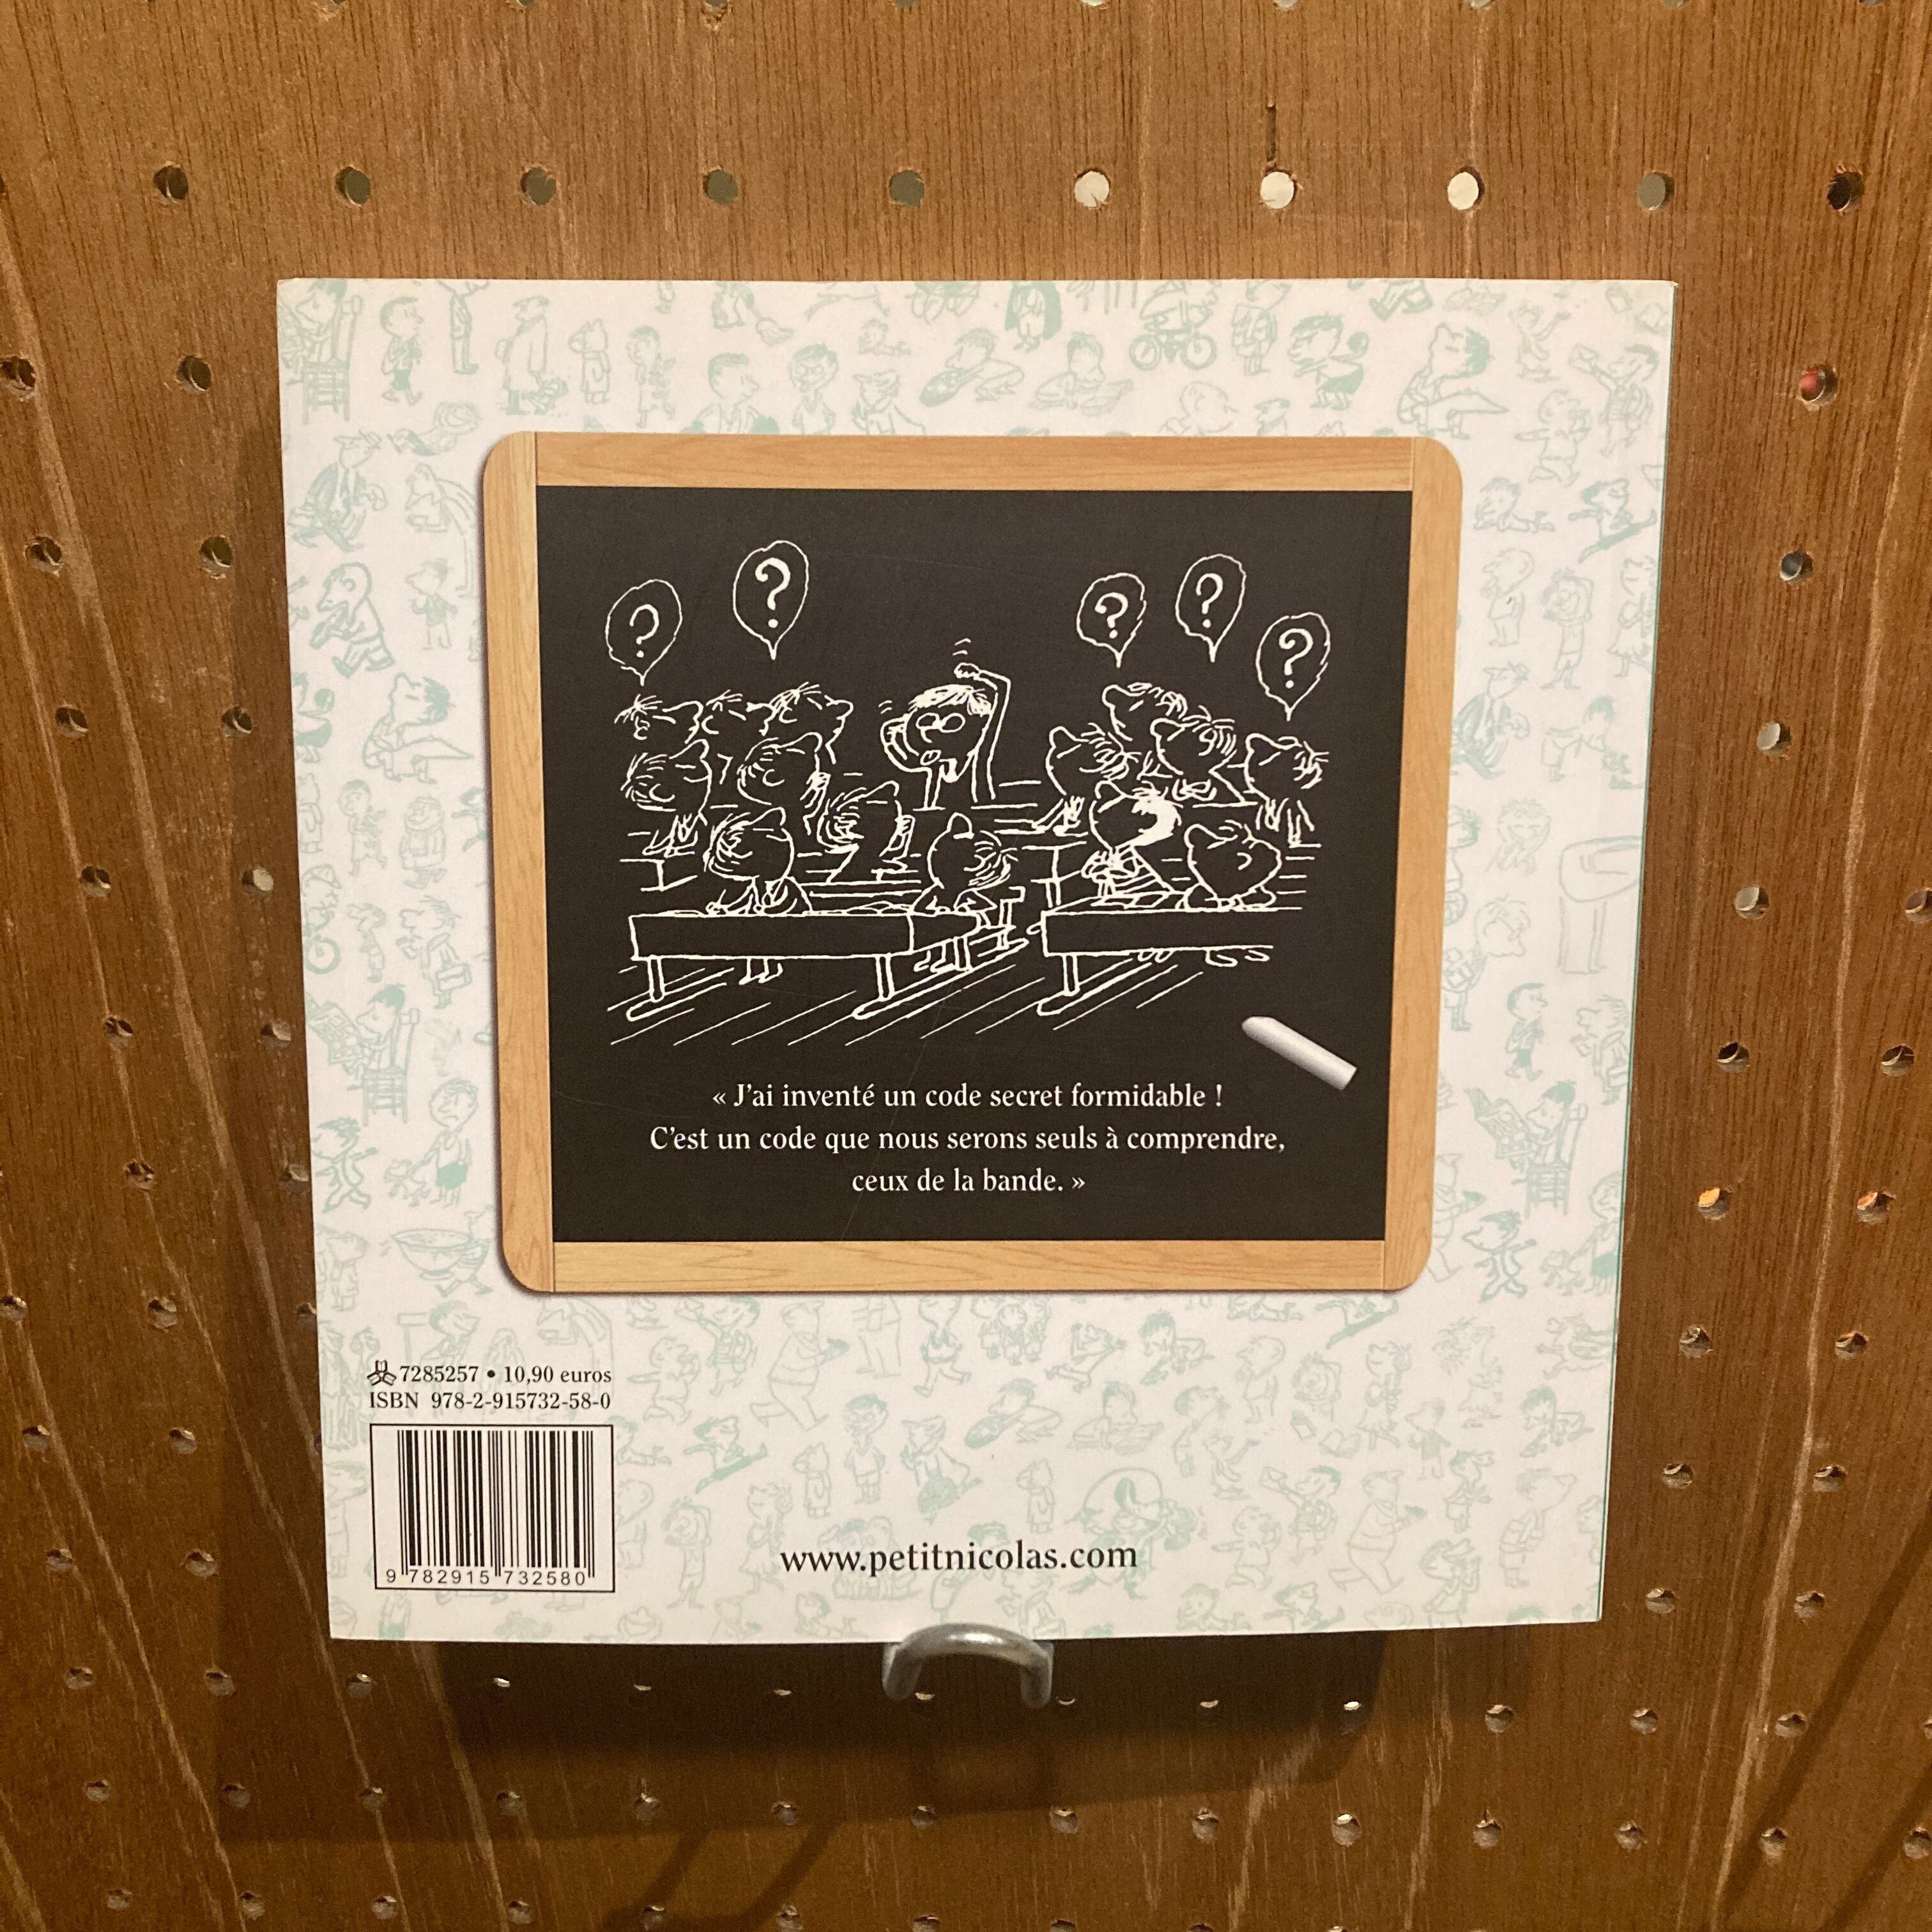 ?
?
?
?
?
« J'ai inventé un code secret formidable !
C'est un code que nous serons seuls à comprendre,
ceux de la bande. »
7285257 • 10,90 euros
ISBN 978-2-915732-58-0
9 782915 732580
www.petitnicolas.com